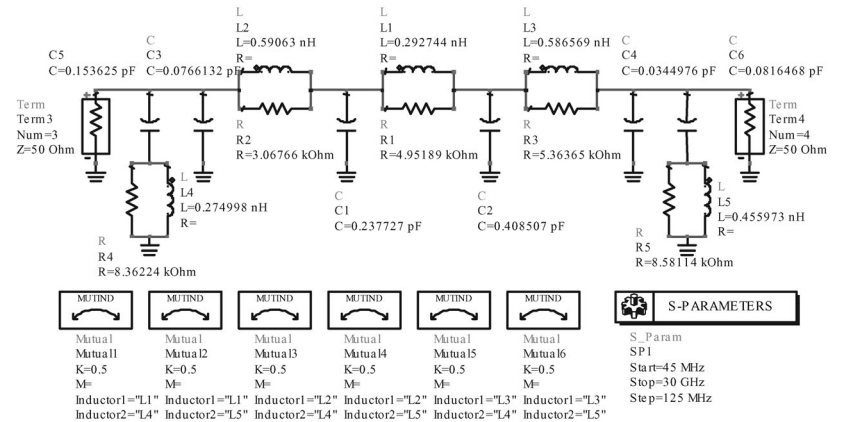 L
L2
L=0.59063 nH
R=
L
L1
L=0.292744 nH
R=
L
L3
L=0.586569 nH
R=
C5
C=0.153625 pF
C
C3
C=0.0766132 pF
C
C4
C=0.0344976 pF
C
C6
C=0.0816468 pF
Term
Term3
Num=3
Z=50 Ohm
R
R2
R=3.06766 kOhm
R
R1
R=4.95189 kOhm
R
R3
R=5.36365 kOhm
Term
Term4
Num=4
Z=50 Ohm
L
L4
L=0.274998 nH
R=
C
C1
C=0.237727 pF
C
C2
C=0.408507 pF
L
L5
L=0.455973 nH
R=
R
R4
R=8.36224 kOhm
R
R5
R=8.58114 kOhm
MUTIND MUTIND MUTIND MUTIND MUTIND MUTIND
S-PARAMETERS
Mutual Mutual Mutual Mutual Mutual Mutual
Mutual1 Mutual2 Mutual3 Mutual4 Mutual5 Mutual6
K=0.5 K=0.5 K=0.5 K=0.5 K=0.5 K=0.5
M= M= M= M= M= M=
Inductor1="L1" Inductor1="L1" Inductor1="L2" Inductor1="L2" Inductor1="L3" Inductor1="L3"
Inductor2="L4" Inductor2="L5" Inductor2="L4" Inductor2="L5" Inductor2="L4" Inductor2="L5"
S_Param
SP1
Start=45 MHz
Stop=30 GHz
Step=125 MHz